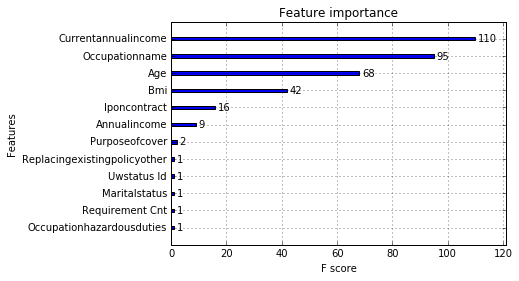 Feature importance
Currentannualincome 110
Occupationname 95
Age 68
Bmi 42
Iponcontract 16
Annualincome 9
Purposeofcover 2
Replacingexistingpolicyother 1
Uwstatus Id 1
Maritalstatus 1
Requirement Cnt 1
Occupationhazardousduties 1
Features
0 20 40 60 80 100 120
F score